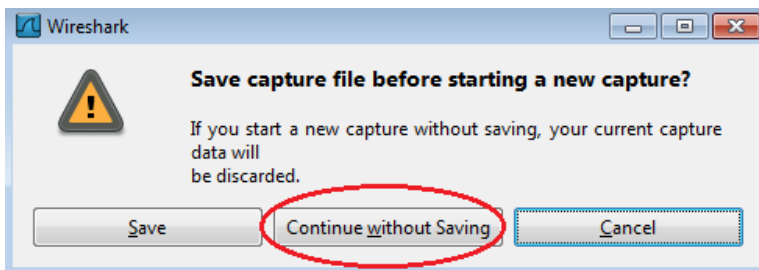 Wireshark
Save capture file before starting a new capture?
If you start a new capture without saving, your current capture
data will
be discarded.
Save
Continue without Saving
Cancel